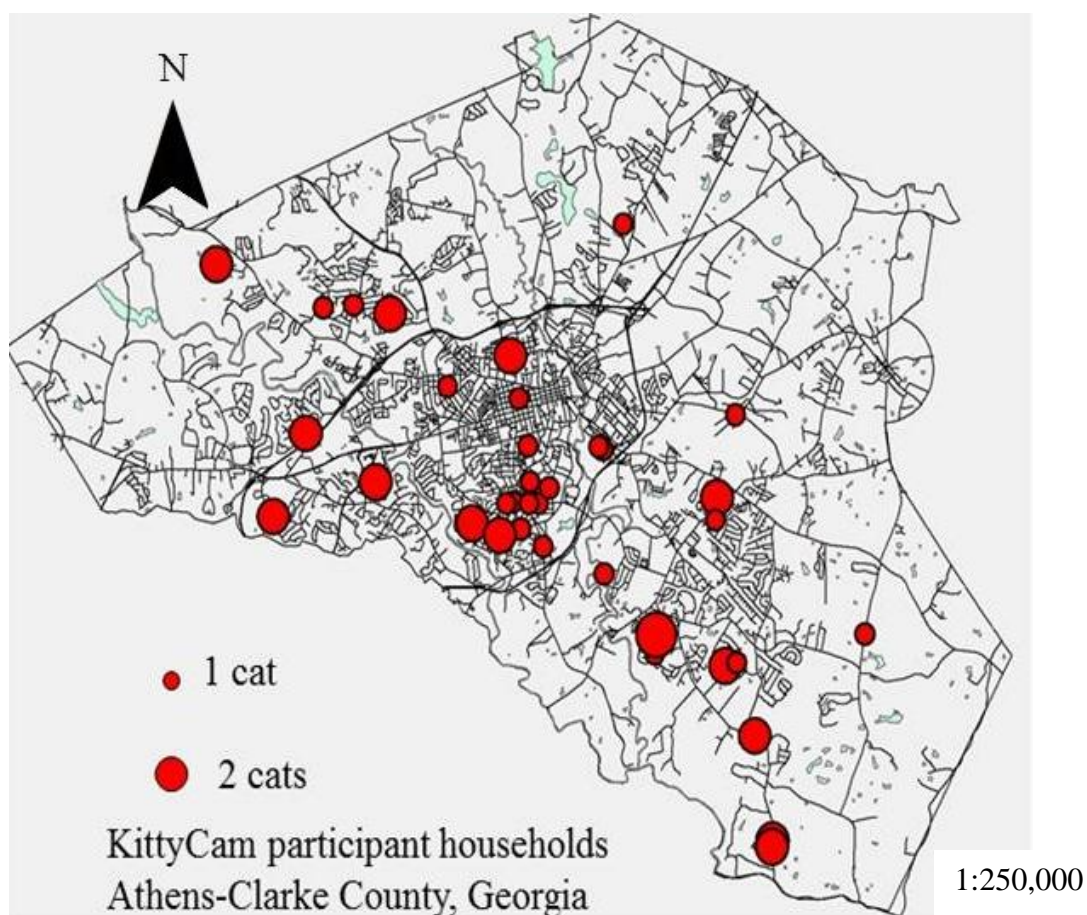 N
1 cat
2 cats
KittyCam participant households
Athens-Clarke County, Georgia
1:250,000